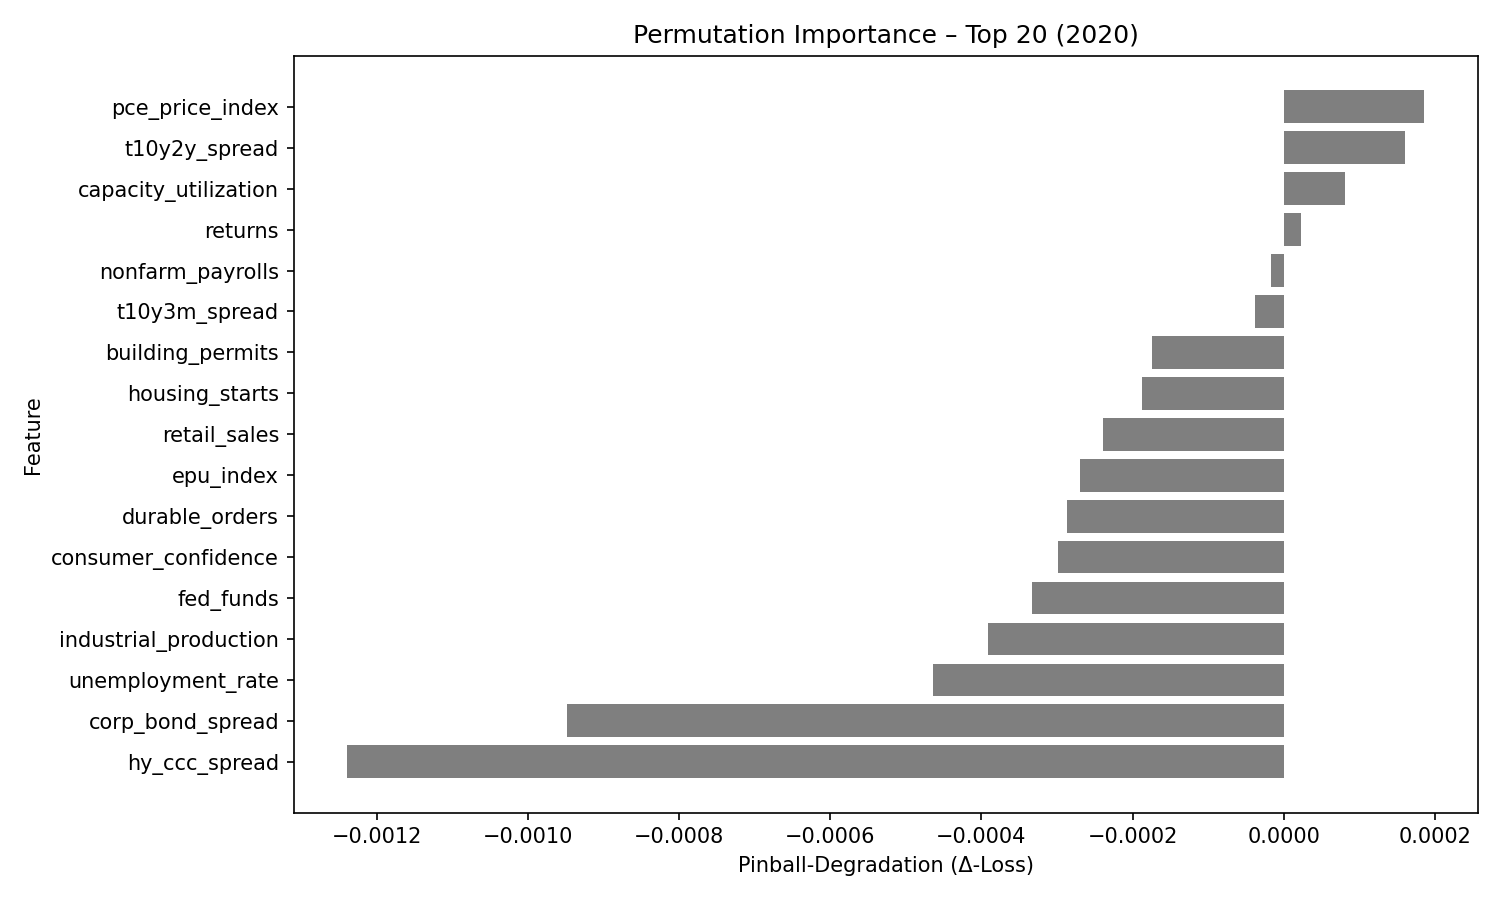 Permutation Importance – Top 20 (2020)
pce_price_index
t10y2y_spread
capacity_utilization
returns
nonfarm_payrolls
t10y3m_spread
building_permits
housing_starts
retail_sales
epu_index
durable_orders
consumer_confidence
fed_funds
industrial_production
unemployment_rate
corp_bond_spread
hy_ccc_spread
Feature
−0.0012 −0.0010 −0.0008 −0.0006 −0.0004 −0.0002 0.0000 0.0002
Pinball-Degradation (Δ-Loss)